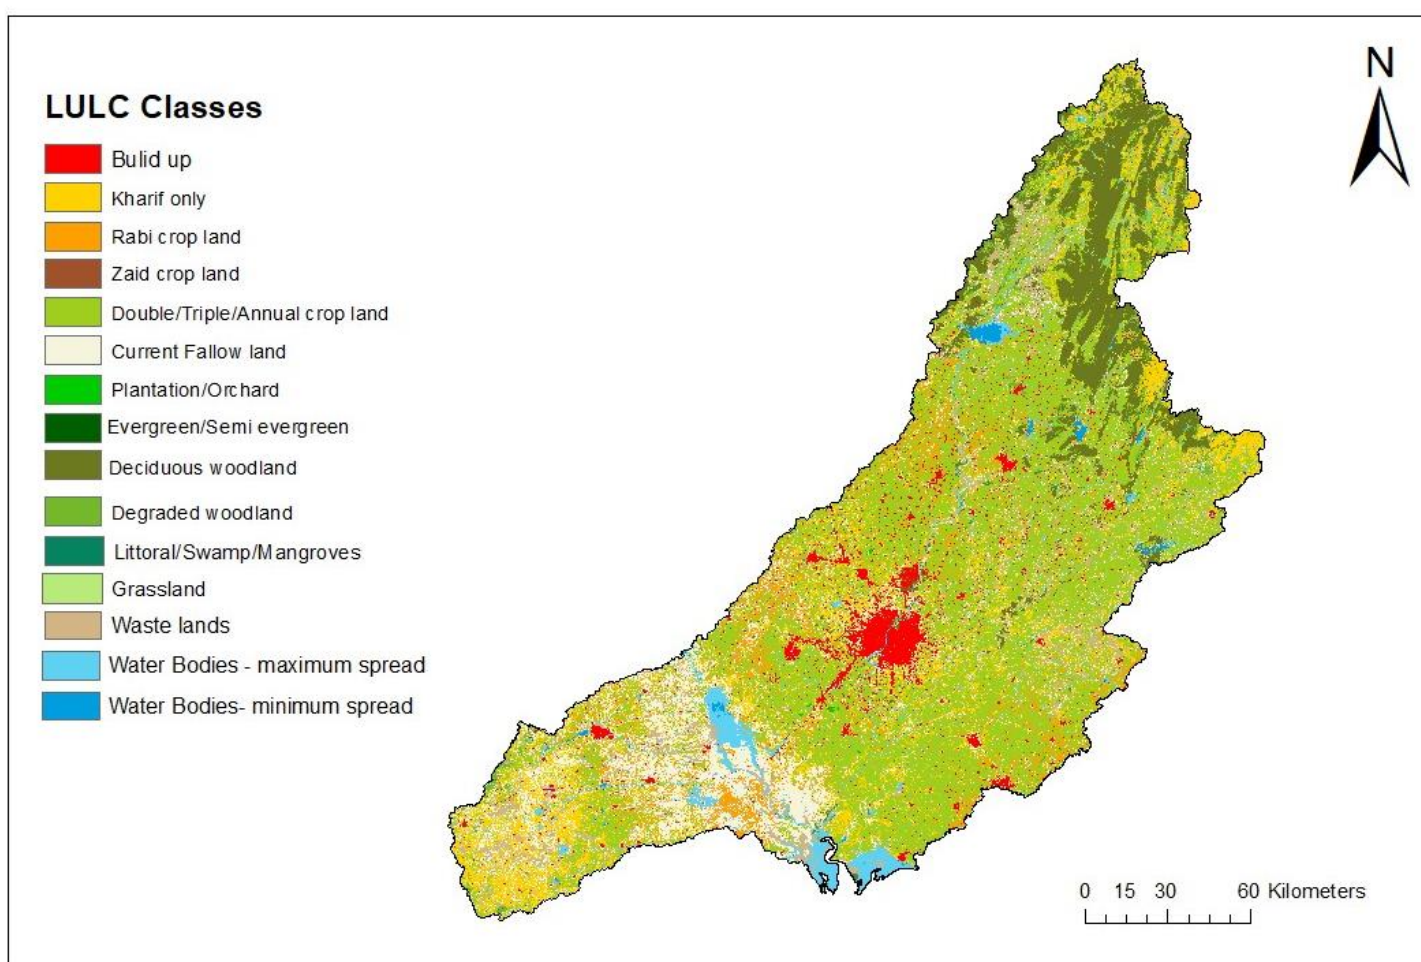 LULC Classes
Bulid up
Kharif only
Rabi crop land
Zaid crop land
Double/Triple/Annual crop land
Current Fallow land
Plantation/Orchard
Evergreen/Semi evergreen
Deciduous woodland
Degraded woodland
Littoral/Swamp/Mangroves
Grassland
Waste lands
Water Bodies - maximum spread
Water Bodies- minimum spread
N
0 15 30 60 Kilometers